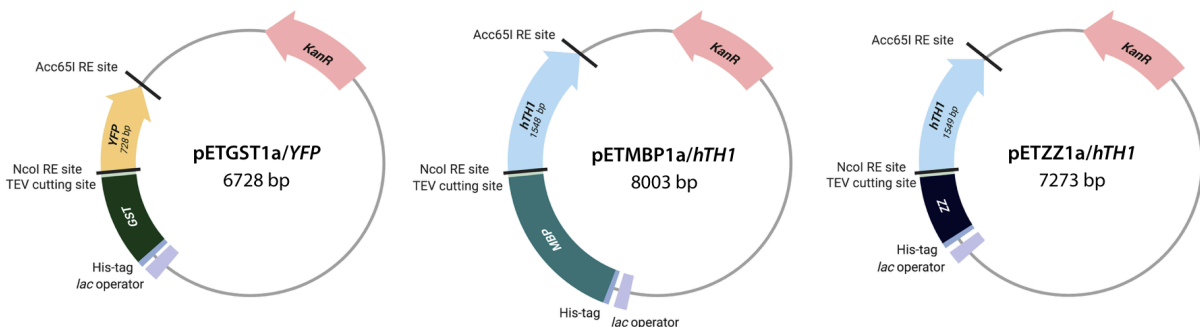 KanR
Acc65I RE site
YFP
728 bp
pETGST1a/YFP
6728 bp
NcoI RE site
TEV cutting site
GST
His-tag
lac operator
KanR
Acc65I RE site
hTH1
1548 bp
pETMBP1a/hTH1
8003 bp
NcoI RE site
TEV cutting site
MBP
His-tag
lac operator
KanR
Acc65I RE site
hTH1
1549 bp
pETZZ1a/hTH1
7273 bp
NcoI RE site
TEV cutting site
ZZ
His-tag
lac operator